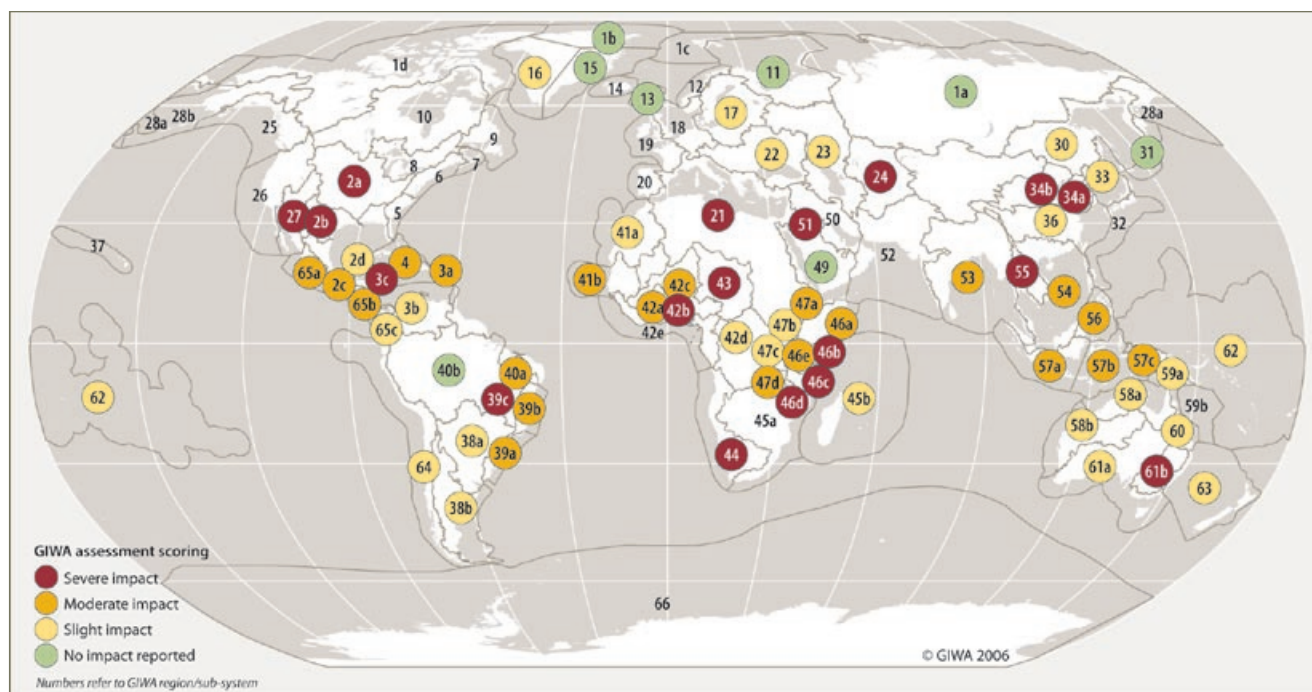 1b
1c
1d
16
15
11
12
14
13
1a
28a
28b
28a
25
10
17
18
9
19
22
23
30
31
8
7
6
2a
20
24
33
34b
34a
26
27
2b
5
21
51
50
36
32
41a
37
2d
4
49
52
65a
2c
3c
3a
41b
42c
43
53
55
54
65b
3b
42a
42b
47a
46a
56
65c
42e
42d
47b
40b
40a
47c
46e
46b
57a
57b
57c
62
59a
62
39c
39b
47d
46c
46d
45b
58a
59b
38a
39a
45a
58b
60
64
44
61a
61b
38b
63
GIWA assessment scoring
Severe impact
Moderate impact
Slight impact
No impact reported
66
© GIWA 2006
Numbers refer to GIWA region/sub-system